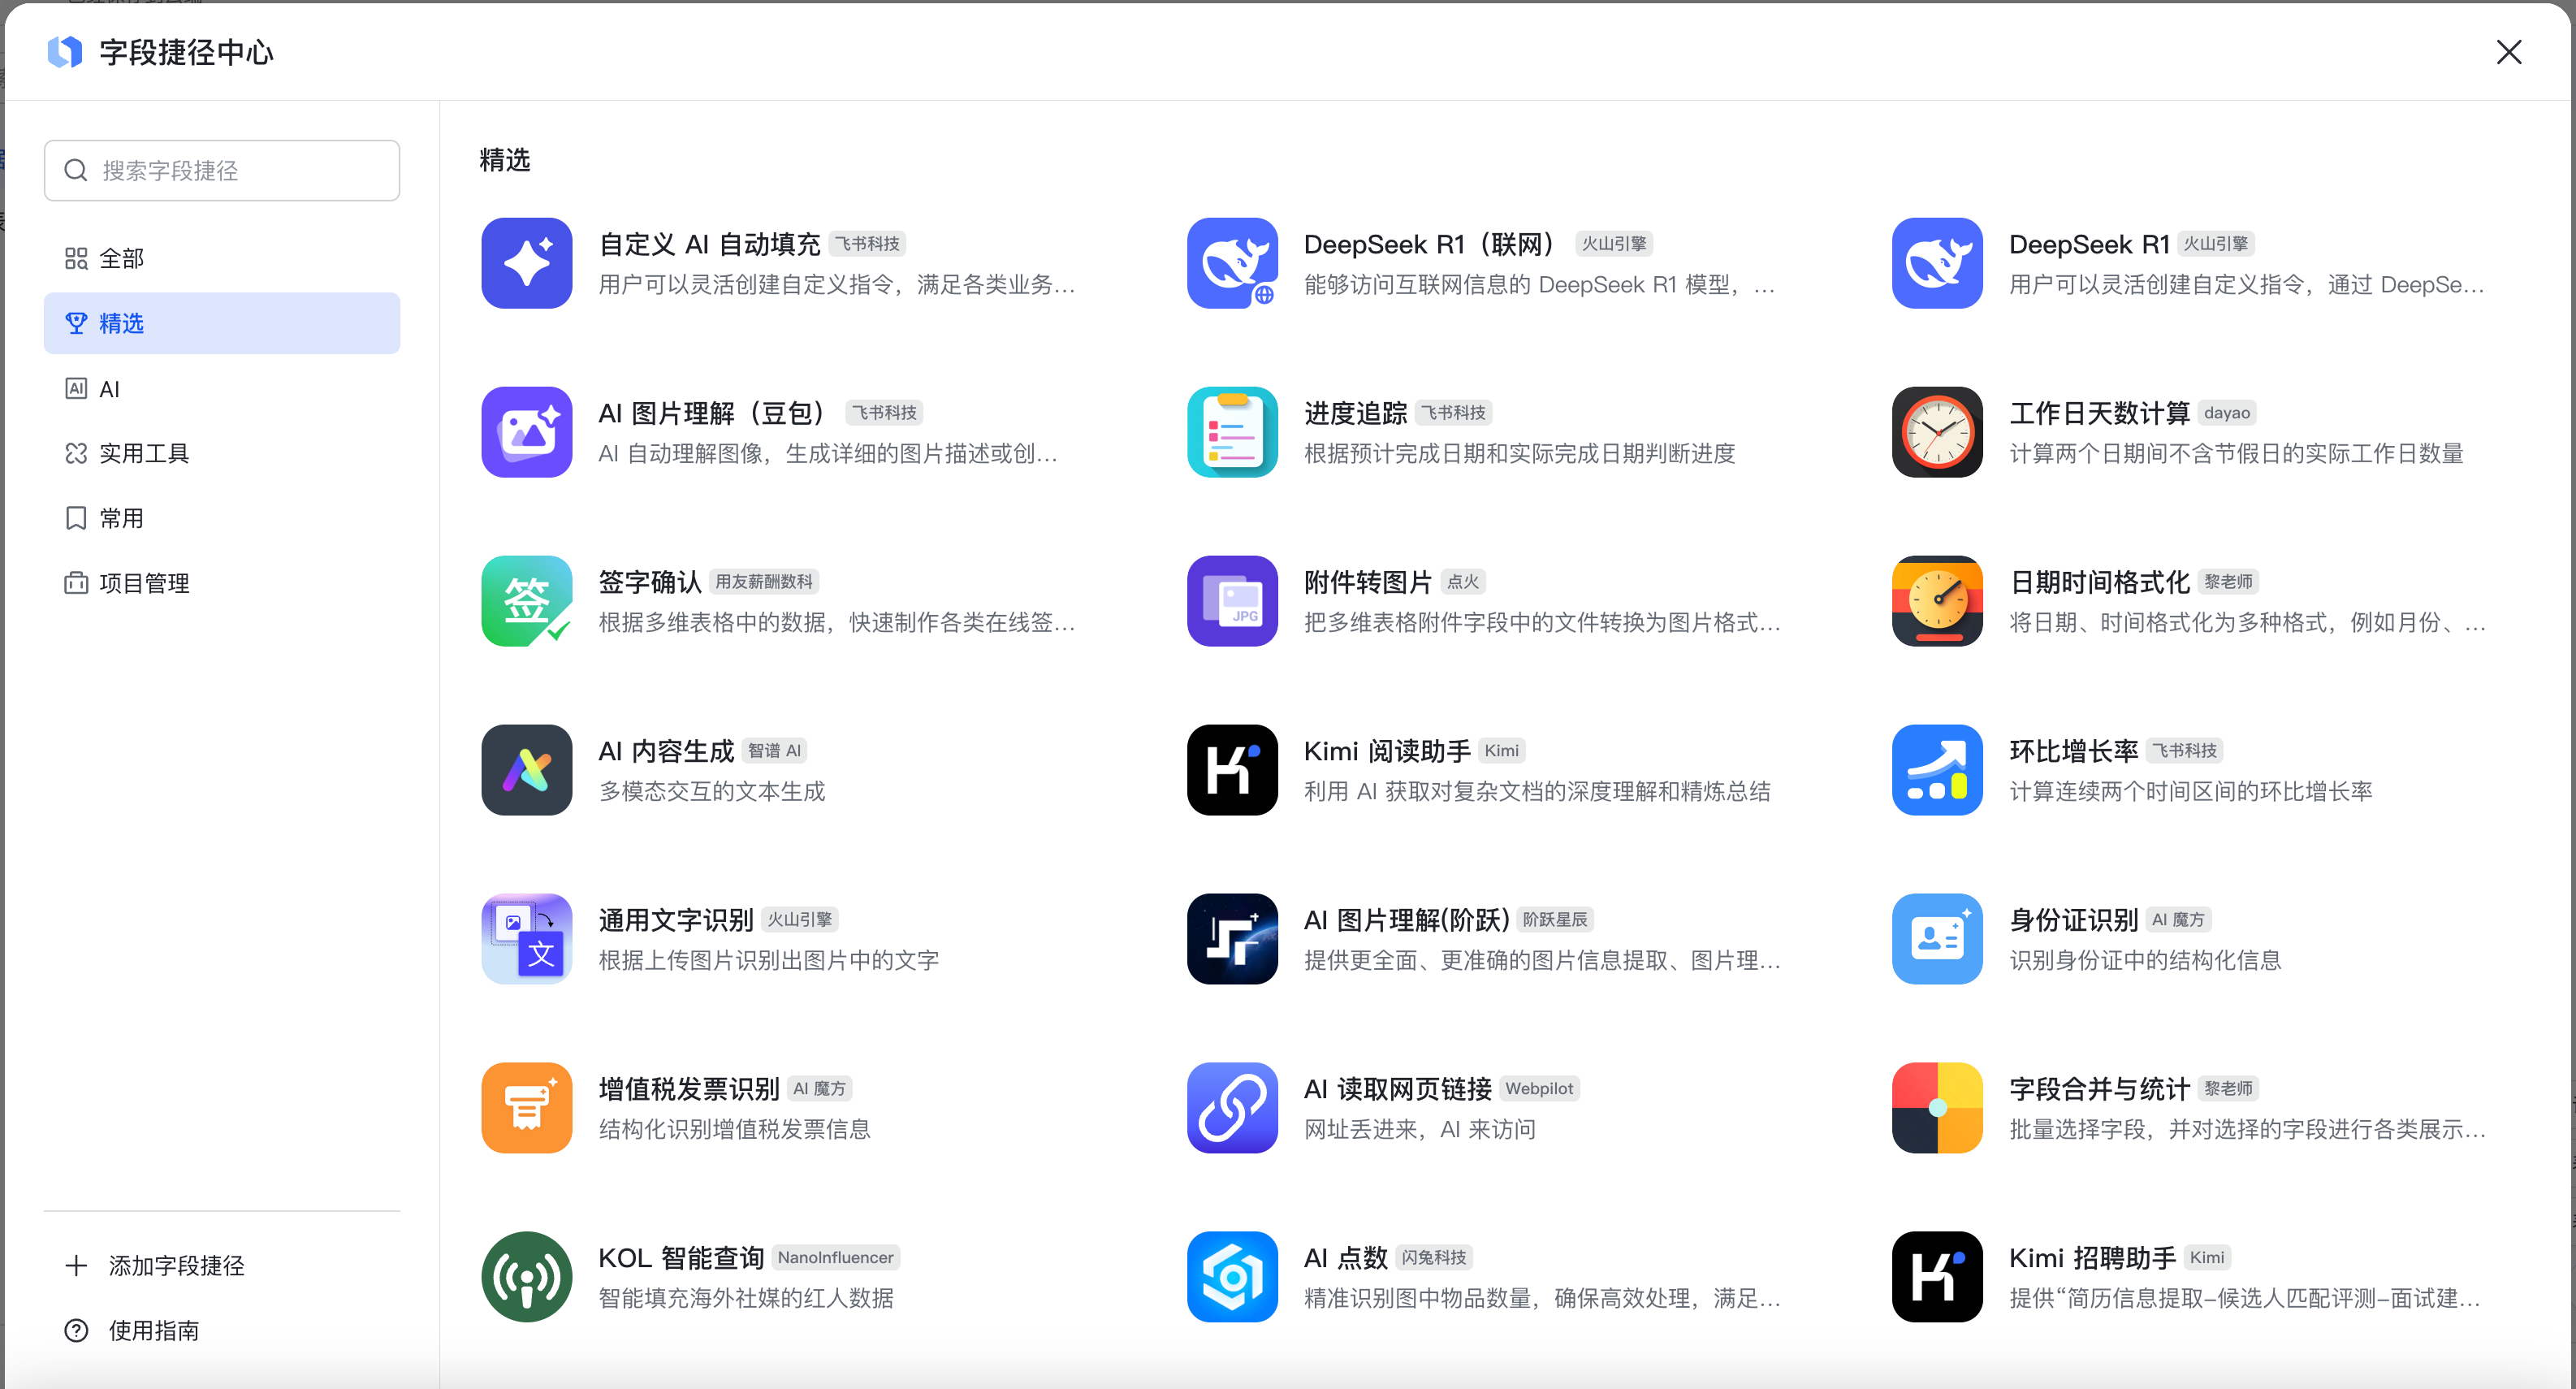 字段捷径中心
搜索字段捷径
全部
精选
AI AI
实用工具
常用
项目管理
添加字段捷径
使用指南
精选
自定义 AI 自动填充 飞书科技
用户可以灵活创建自定义指令，满足各类业务...
DeepSeek R1（联网） 火山引擎
能够访问互联网信息的 DeepSeek R1 模型，...
DeepSeek R1 火山引擎
用户可以灵活创建自定义指令，通过 DeepSe...
AI 图片理解（豆包） 飞书科技
AI 自动理解图像，生成详细的图片描述或创...
进度追踪 飞书科技
根据预计完成日期和实际完成日期判断进度
工作日天数计算 dayao
计算两个日期间不含节假日的实际工作日数量
签
签字确认 用友薪酬数科
根据多维表格中的数据，快速制作各类在线签...
JPG
附件转图片 点火
把多维表格附件字段中的文件转换为图片格式...
日期时间格式化 黎老师
将日期、时间格式化为多种格式，例如月份、...
AI 内容生成 智谱 AI
多模态交互的文本生成
K
Kimi 阅读助手 Kimi
利用 AI 获取对复杂文档的深度理解和精炼总结
环比增长率 飞书科技
计算连续两个时间区间的环比增长率
文
通用文字识别 火山引擎
根据上传图片识别出图片中的文字
AI 图片理解(阶跃) 阶跃星辰
提供更全面、更准确的图片信息提取、图片理...
身份证识别 AI 魔方
识别身份证中的结构化信息
增值税发票识别 AI 魔方
结构化识别增值税发票信息
AI 读取网页链接 Webpilot
网址丢进来，AI 来访问
字段合并与统计 黎老师
批量选择字段，并对选择的字段进行各类展示...
KOL 智能查询 NanoInfluencer
智能填充海外社媒的红人数据
AI 点数 闪兔科技
精准识别图中物品数量，确保高效处理，满足...
K
Kimi 招聘助手 Kimi
提供“简历信息提取-候选人匹配评测-面试建...